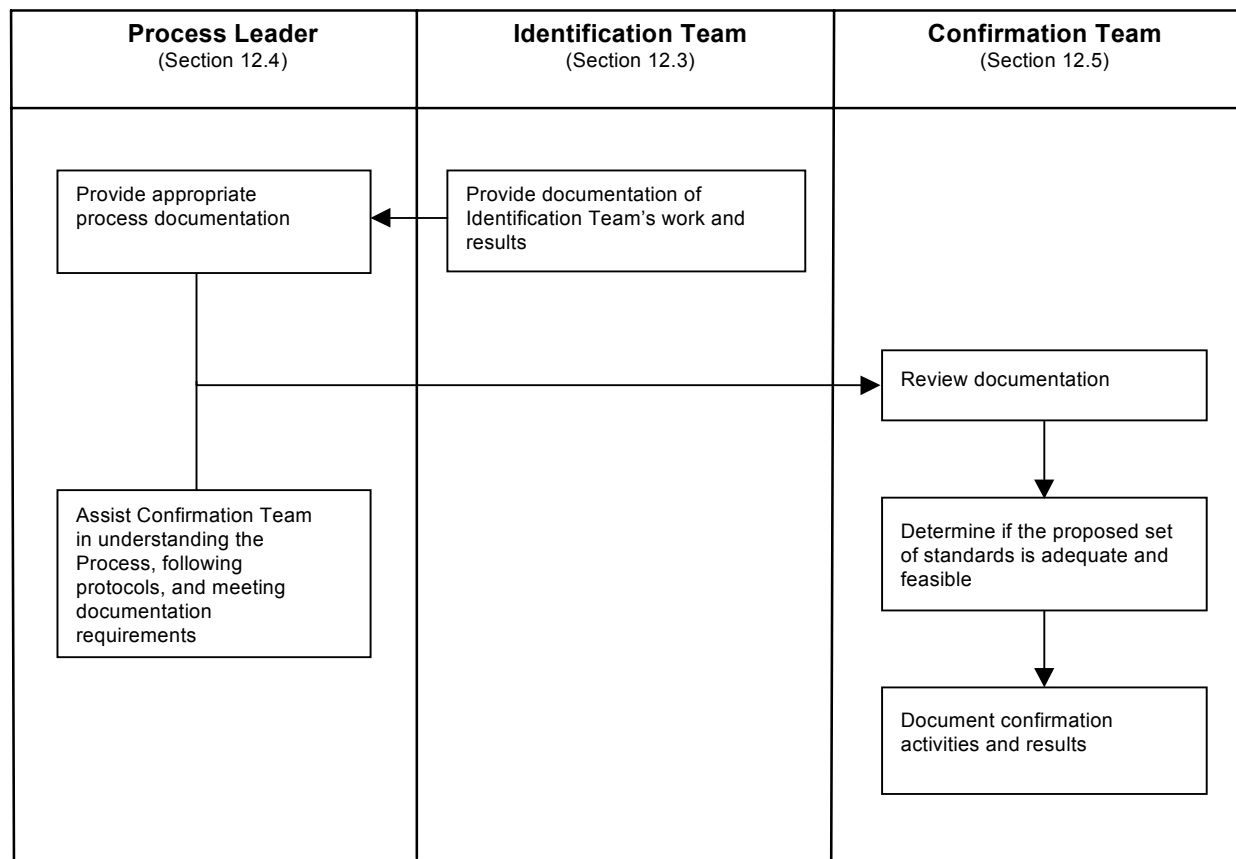 Process Leader
(Section 12.4)
Identification Team
(Section 12.3)
Confirmation Team
(Section 12.5)
Provide appropriate
process documentation
Provide documentation of
Identification Team’s work and
results
Review documentation
Assist Confirmation Team
in understanding the
Process, following
protocols, and meeting
documentation
requirements
Determine if the proposed set
of standards is adequate and
feasible
Document confirmation
activities and results